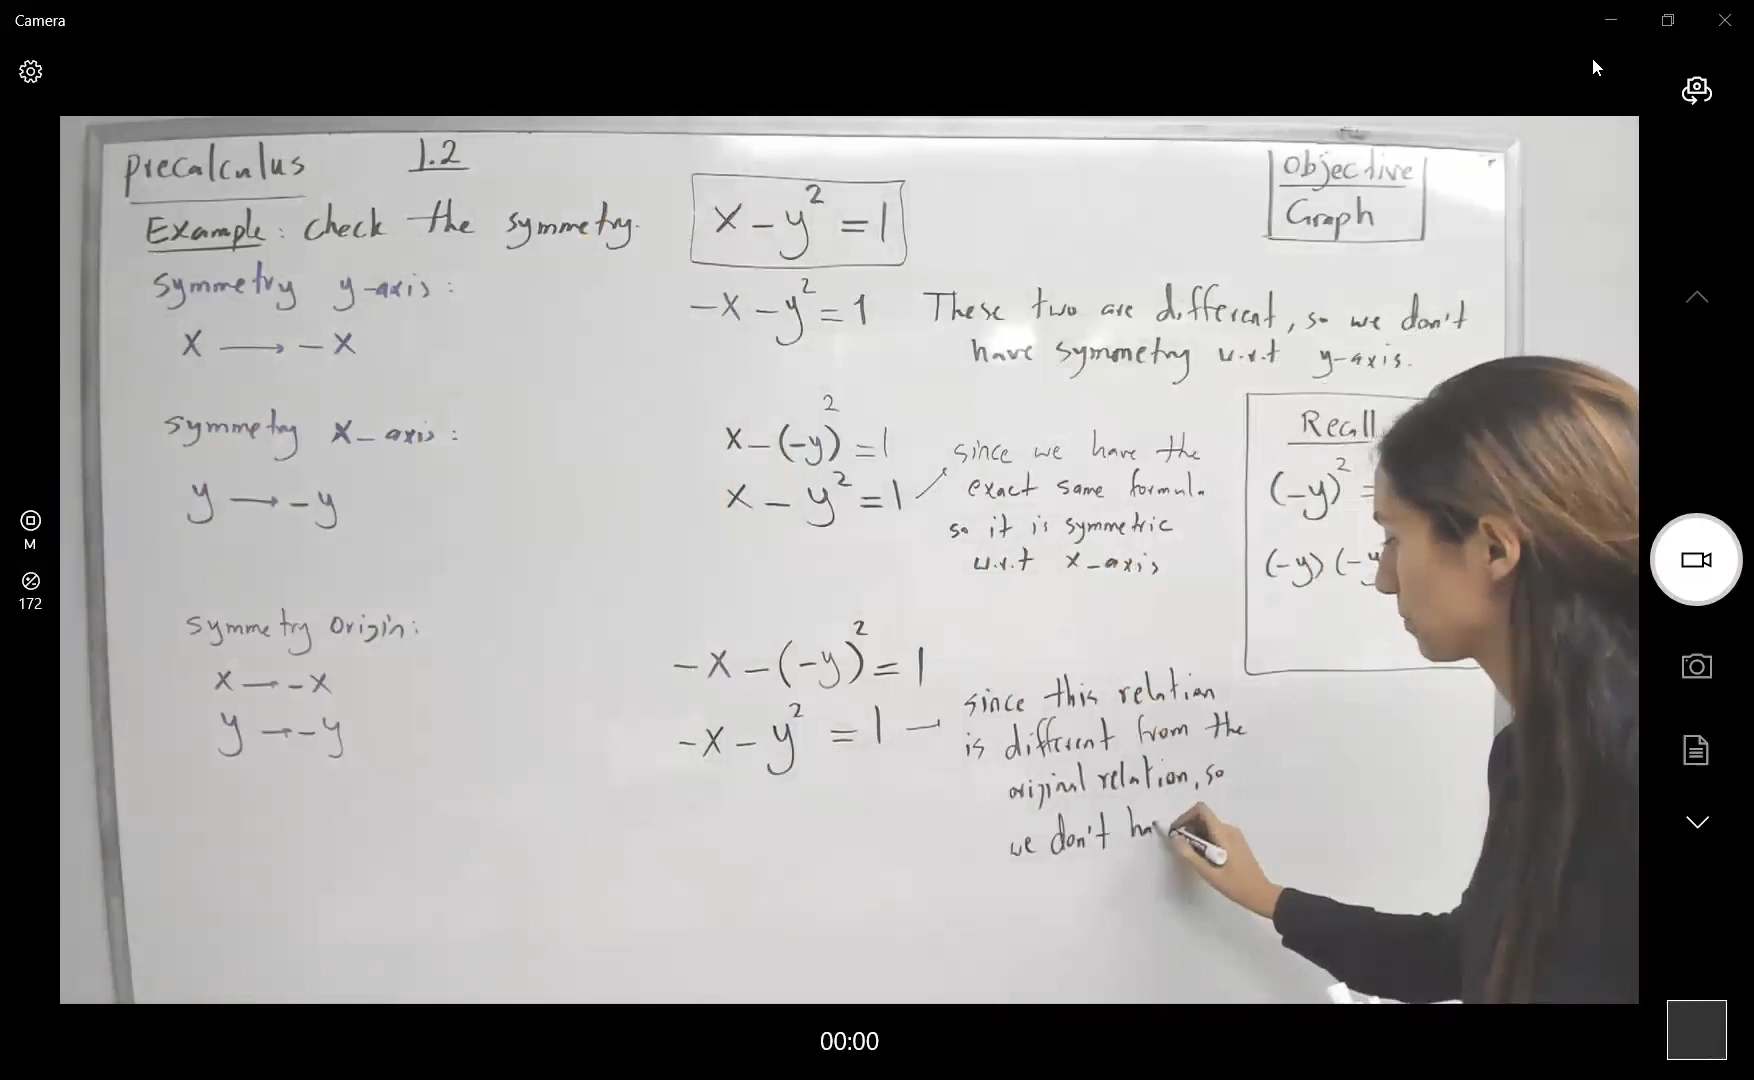 Camera
precalculus 1.2
Objective
Graph
Example: check the symmetry. x - y² = 1
symmetry y-axis:
x → -x
-x - y² = 1
These two are different, so we don't
have symmetry w.r.t y-axis.
symmetry x-axis:
y → -y
x - (-y)² = 1
x - y² = 1
since we have the
exact same formula
so it is symmetric
w.r.t x-axis
Recall
(-y)² =
(-y)(-y
symmetry origin:
x → -x
y → -y
-x - (-y)² = 1
-x - y² = 1 -
since this relation
is different from the
original relation, so
we don't ha
M
172
00:00